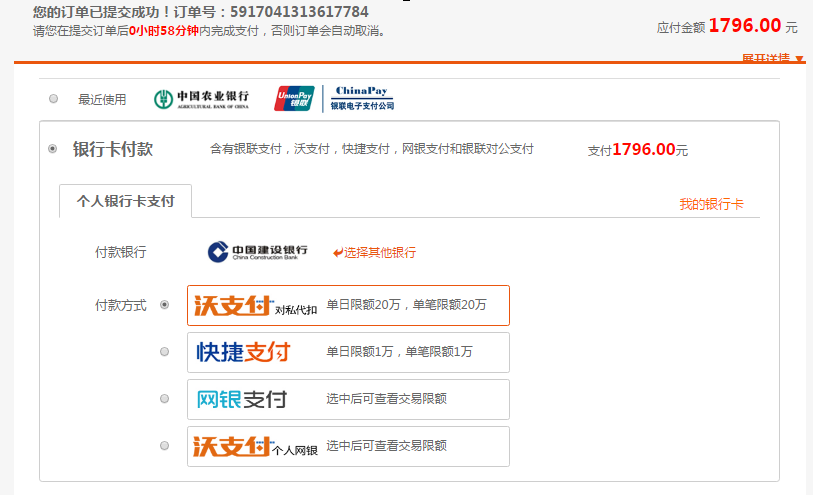 您的订单已提交成功！订单号：5917041313617784
请您在提交订单后0小时58分钟内完成支付，否则订单会自动取消。
应付金额 1796.00 元
展开详情
最近使用
中国农业银行
AGRICULTURAL BANK OF CHINA
UnionPay
银联
ChinaPay
银联电子支付公司
银行卡付款
含有银联支付，沃支付，快捷支付，网银支付和银联对公支付
支付1796.00元
个人银行卡支付
我的银行卡
付款银行
中国建设银行
China Construction Bank
选择其他银行
付款方式
沃支付 对私代扣
单日限额20万，单笔限额20万
快捷支付
单日限额1万，单笔限额1万
网银支付
选中后可查看交易限额
沃支付 个人网银
选中后可查看交易限额